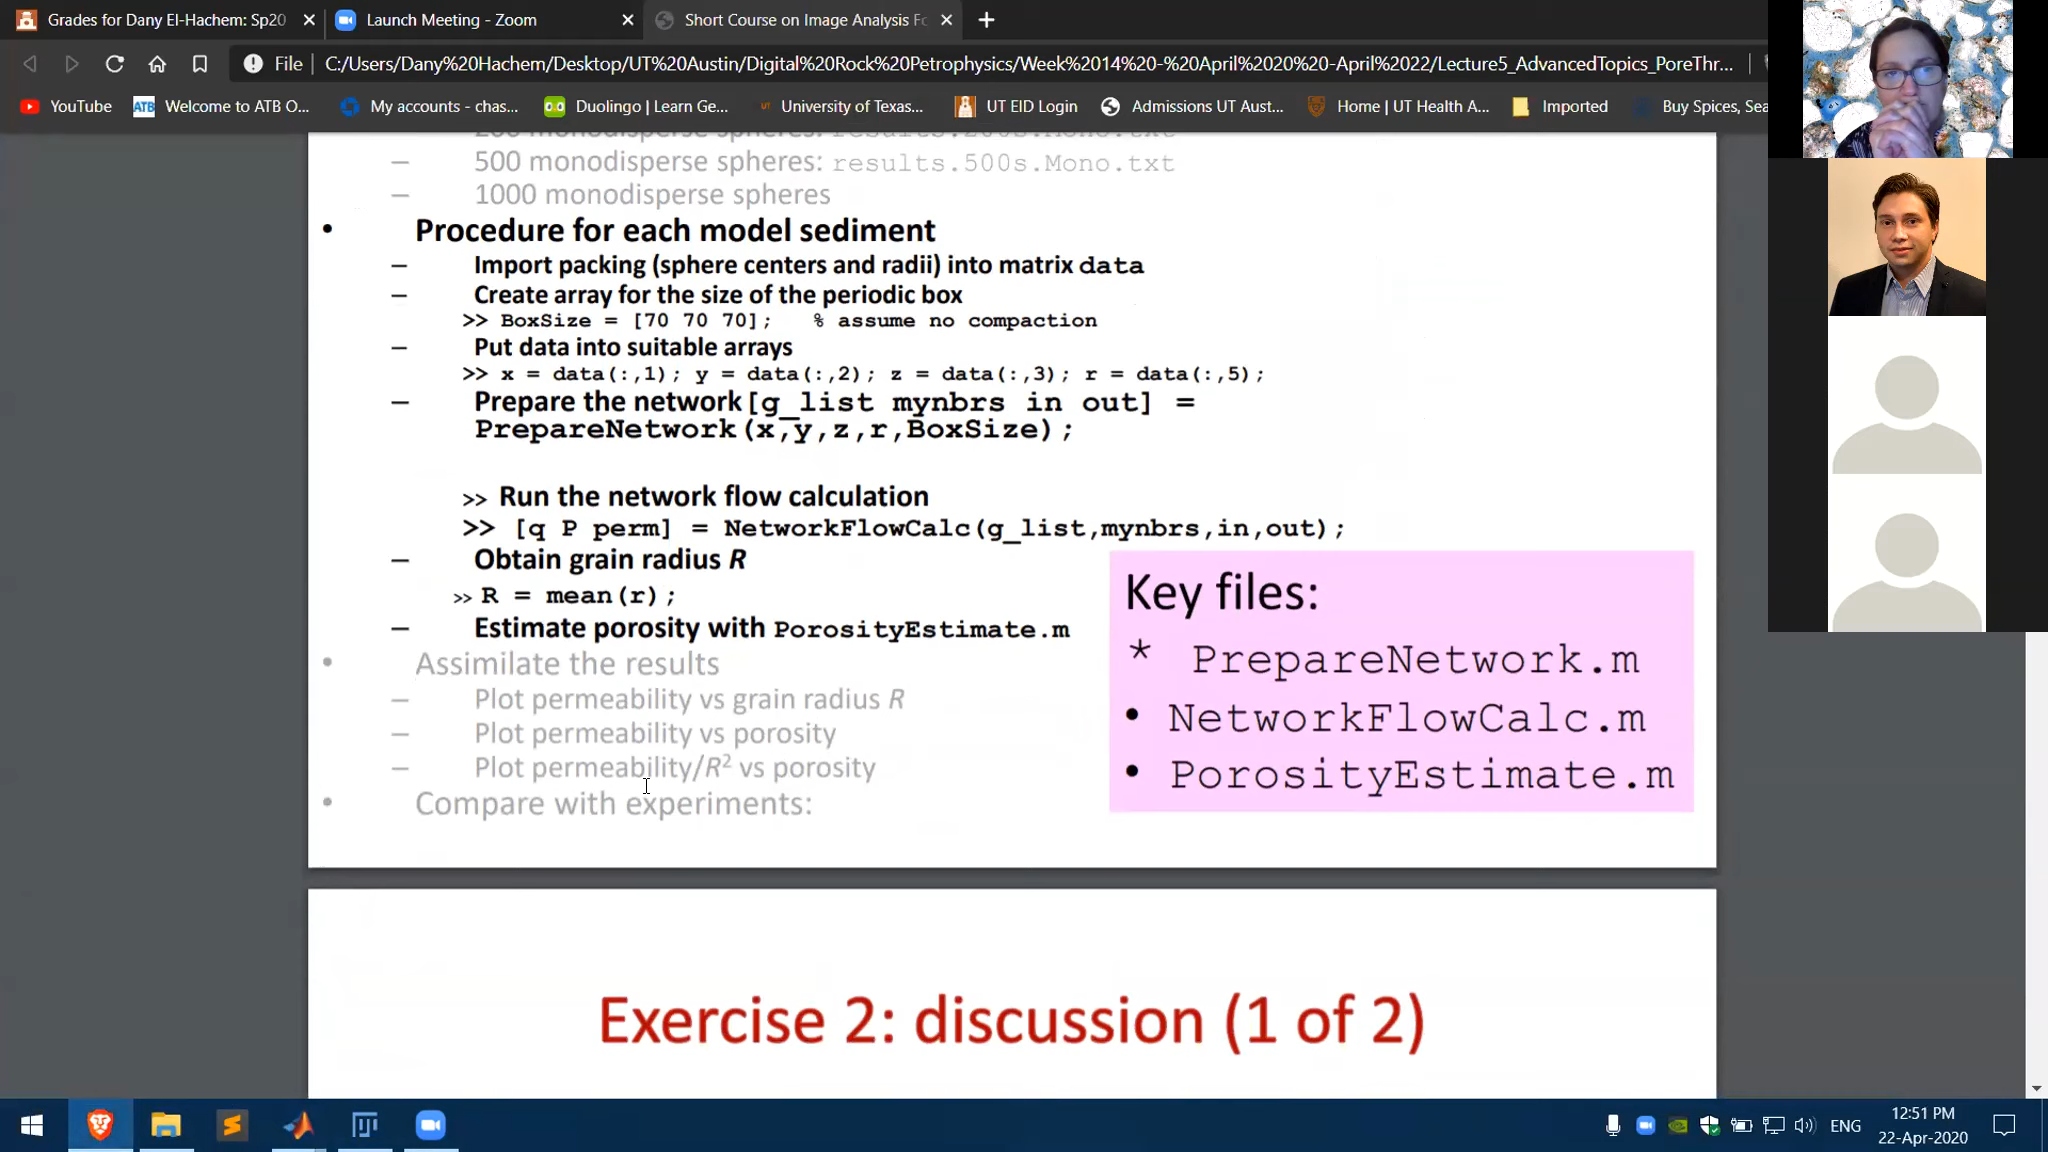 Grades for Dany El-Hachem: Sp20
Launch Meeting - Zoom
Short Course on Image Analysis Fo
File
C:/Users/Dany%20Hachem/Desktop/UT%20Austin/Digital%20Rock%20Petrophysics/Week%2014%20-%20April%2020%20-April%2022/Lecture5_AdvancedTopics_PoreThr...
YouTube
ATB Welcome to ATB O...
My accounts - chas...
Duolingo | Learn Ge...
University of Texas...
UT EID Login
Admissions UT Aust...
Home | UT Health A...
Imported
Buy Spices, Sea
200 monodisperse spheres: results.200s.Mono.txt
– 500 monodisperse spheres: results.500s.Mono.txt
– 1000 monodisperse spheres
• Procedure for each model sediment
– Import packing (sphere centers and radii) into matrix data
– Create array for the size of the periodic box
>> BoxSize = [70 70 70]; % assume no compaction
– Put data into suitable arrays
>> x = data(:,1); y = data(:,2); z = data(:,3); r = data(:,5);
– Prepare the network[g_list mynbrs in out] =
PrepareNetwork(x,y,z,r,BoxSize);
>> Run the network flow calculation
>> [q P perm] = NetworkFlowCalc(g_list,mynbrs,in,out);
– Obtain grain radius R
>> R = mean(r);
– Estimate porosity with PorosityEstimate.m
• Assimilate the results
– Plot permeability vs grain radius R
– Plot permeability vs porosity
– Plot permeability/R² vs porosity
• Compare with experiments:
Key files:
* PrepareNetwork.m
• NetworkFlowCalc.m
• PorosityEstimate.m
Exercise 2: discussion (1 of 2)
ENG
12:51 PM
22-Apr-2020